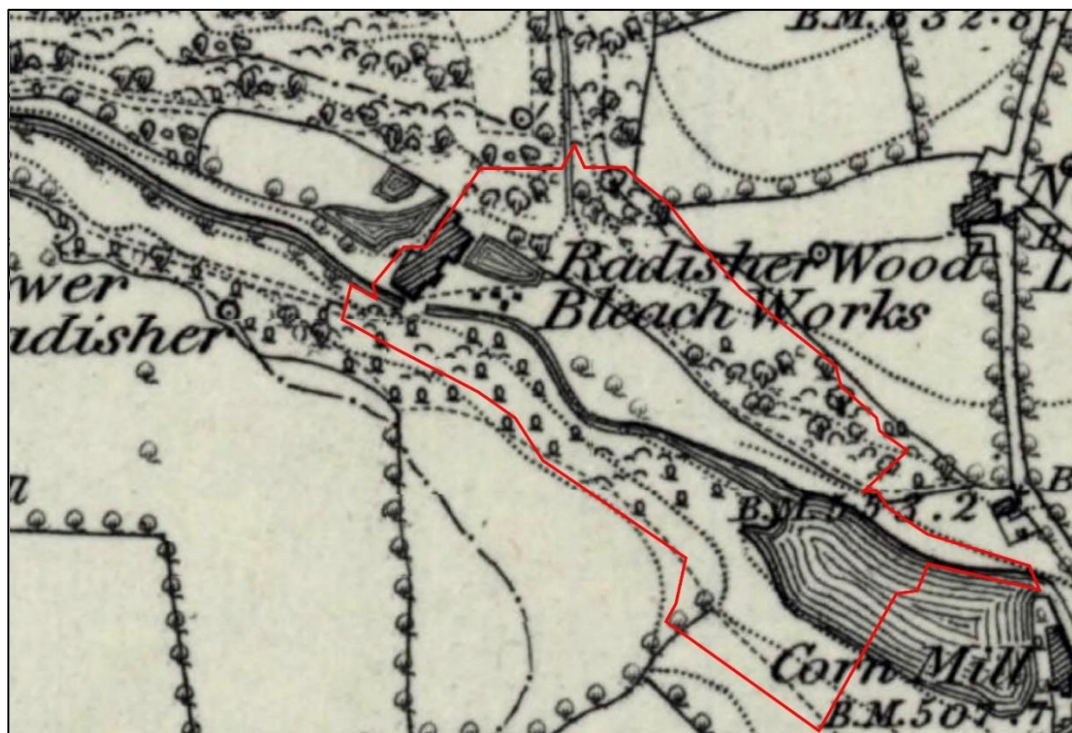 B.M.632.8
N
Radisher Wood
wer
L
Bleach Works
adisher
B
B.M.553.2
Corn Mill
B.M.507.7